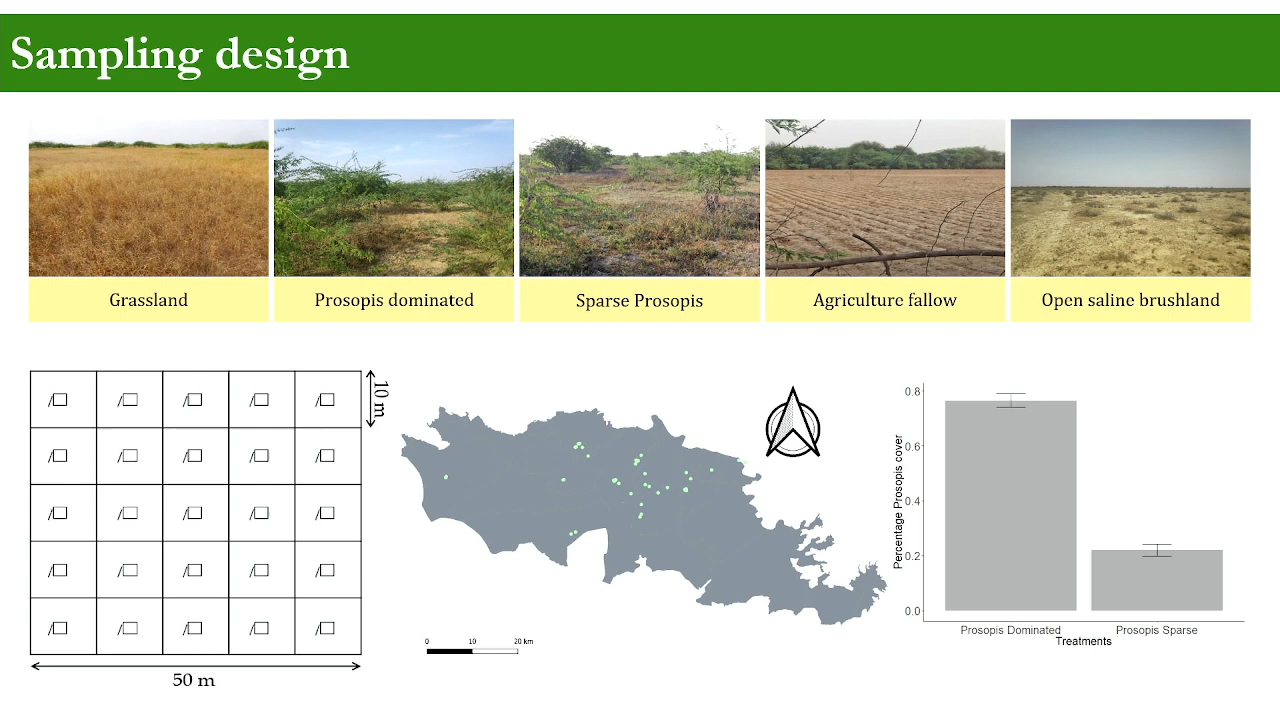 Sampling design
Grassland
Prosopis dominated
Sparse Prosopis
Agriculture fallow
Open saline brushland
10 m
50 m
0 10 20 km
Percentage Prosopis cover
0.8
0.6
0.4
0.2
0.0
Prosopis Dominated
Prosopis Sparse
Treatments